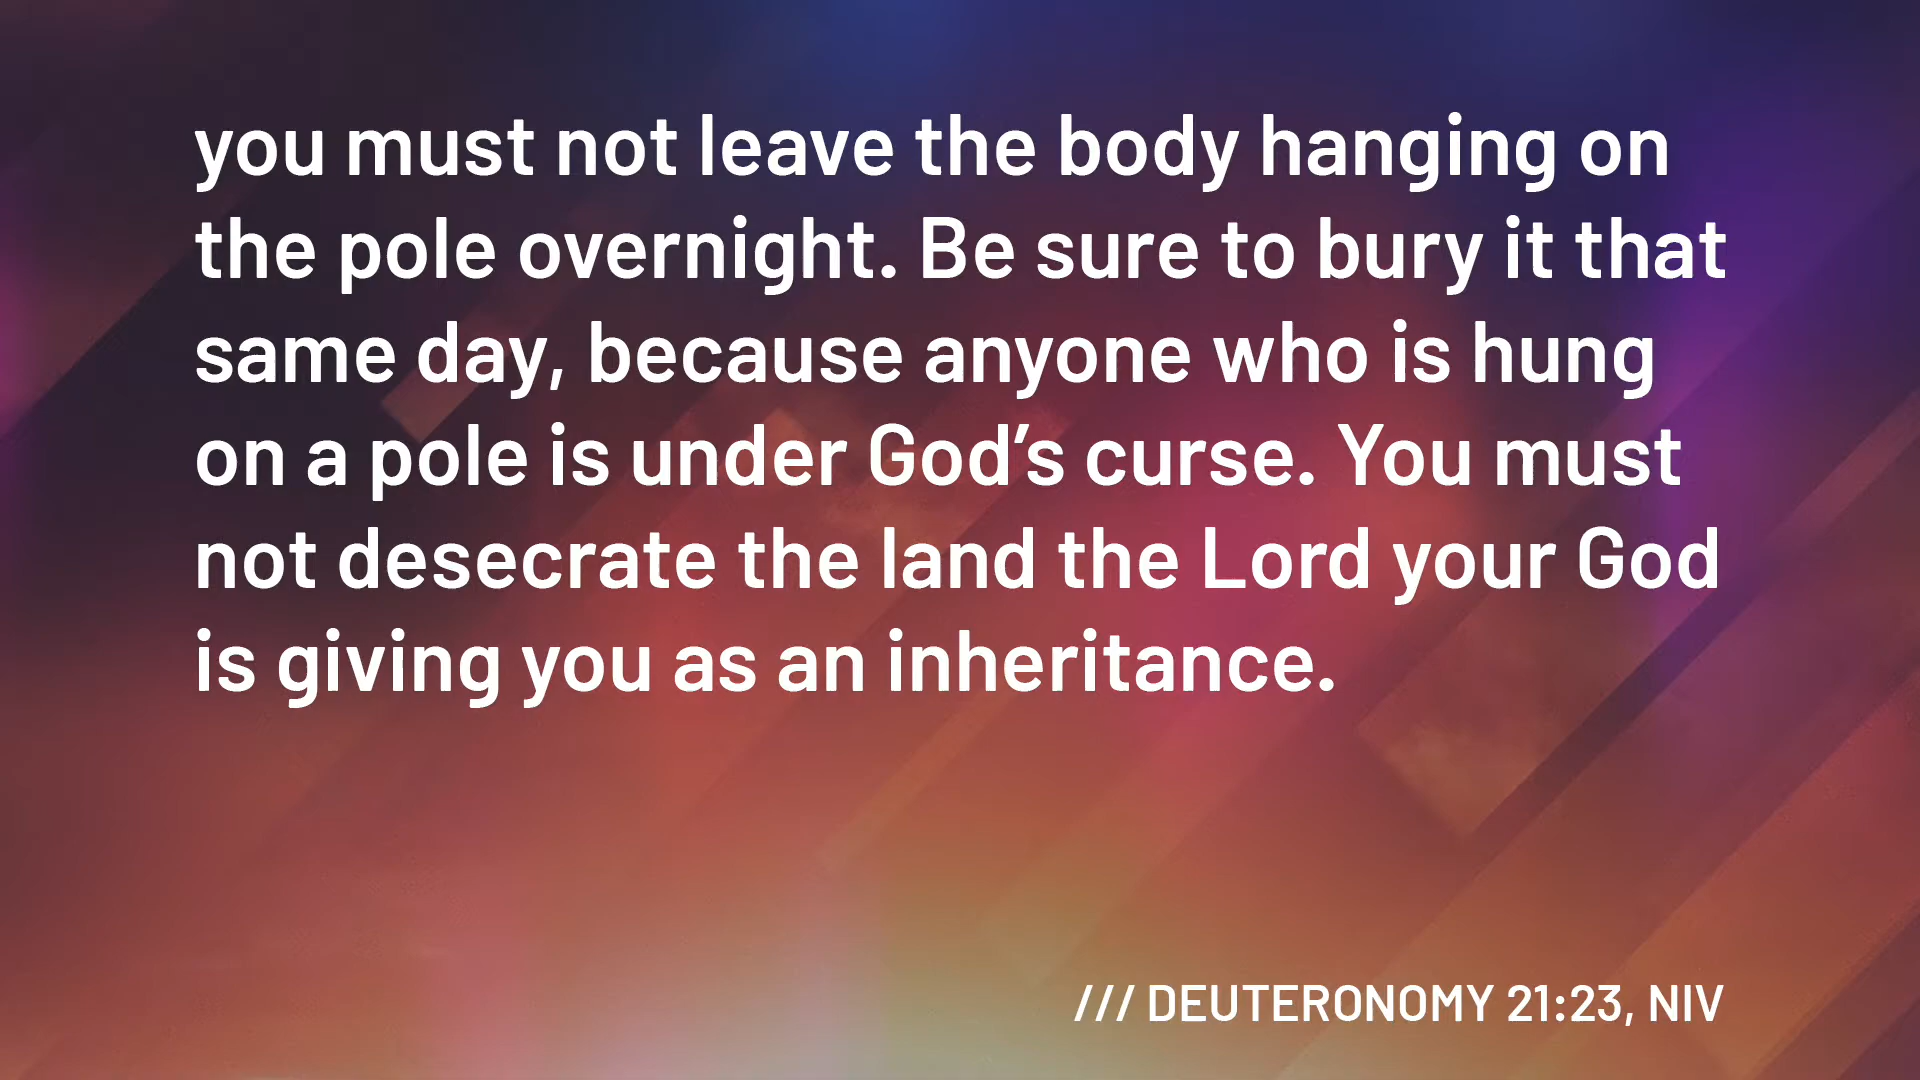 you must not leave the body hanging on
the pole overnight. Be sure to bury it that
same day, because anyone who is hung
on a pole is under God’s curse. You must
not desecrate the land the Lord your God
is giving you as an inheritance.
/// DEUTERONOMY 21:23, NIV